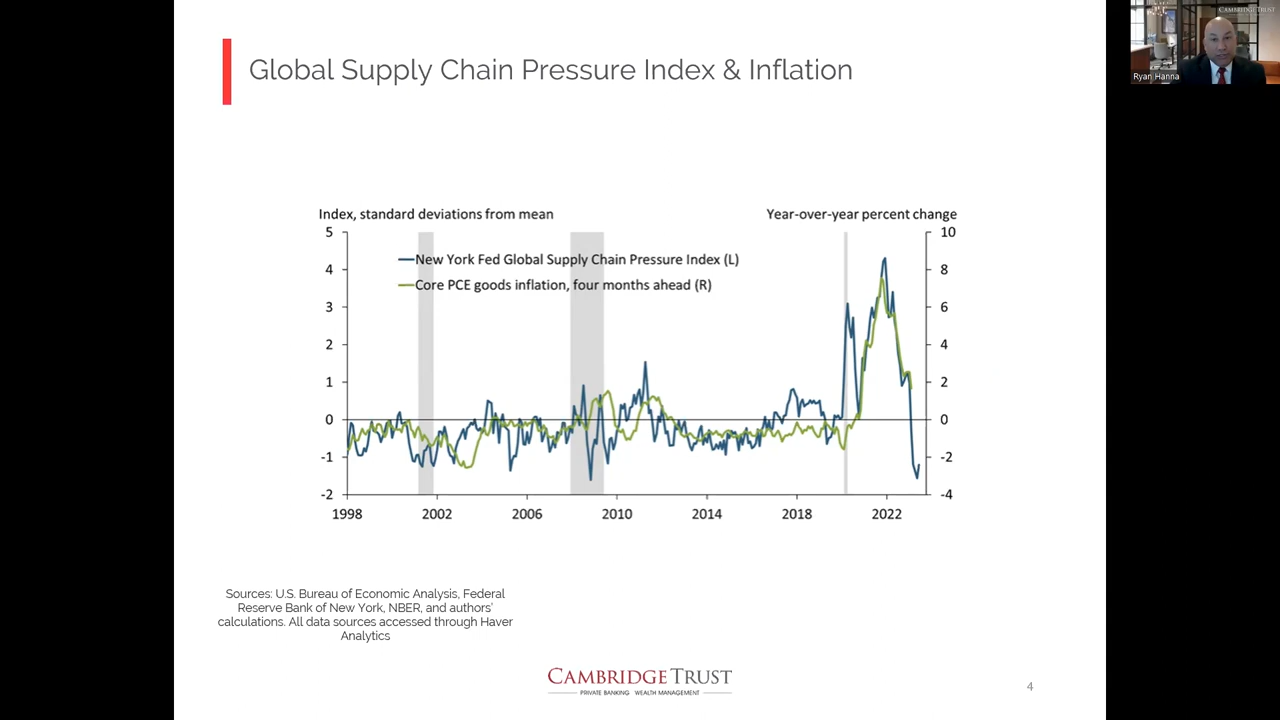 Global Supply Chain Pressure Index & Inflation
CAMBRIDGE TRUST
Ryan Hanna
Index, standard deviations from mean
Year-over-year percent change
5
4
3
2
1
0
-1
-2
10
8
6
4
2
0
-2
-4
New York Fed Global Supply Chain Pressure Index (L)
Core PCE goods inflation, four months ahead (R)
1998 2002 2006 2010 2014 2018 2022
Sources: U.S. Bureau of Economic Analysis, Federal
Reserve Bank of New York, NBER, and authors'
calculations. All data sources accessed through Haver
Analytics
CAMBRIDGE TRUST
PRIVATE BANKING WEALTH MANAGEMENT
4